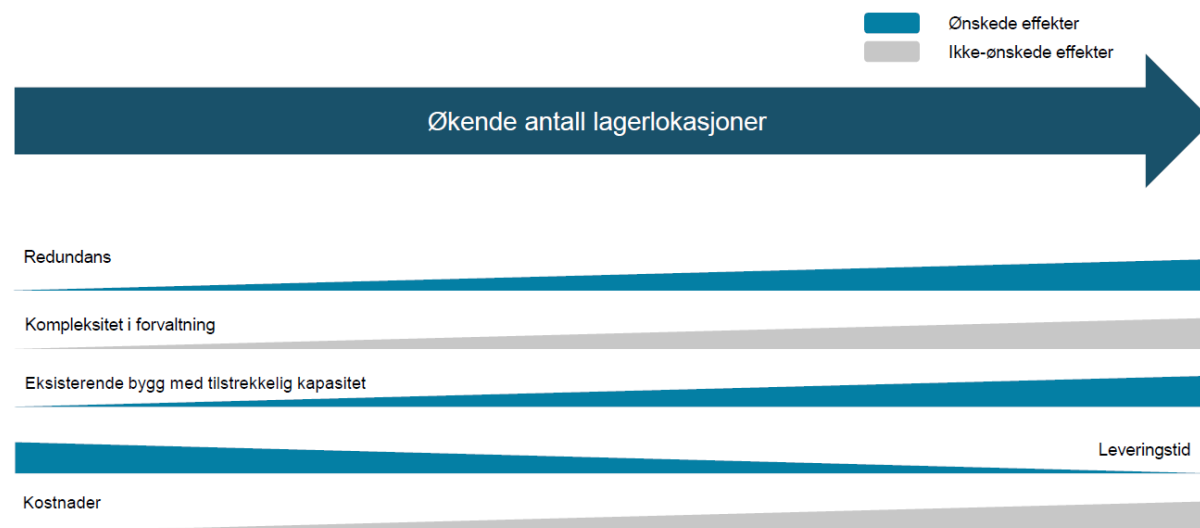 Ønskede effekter
Ikke-ønskede effekter
Økende antall lagerlokasjoner
Redundans
Kompleksitet i forvaltning
Eksisterende bygg med tilstrekkelig kapasitet
Leveringstid
Kostnader